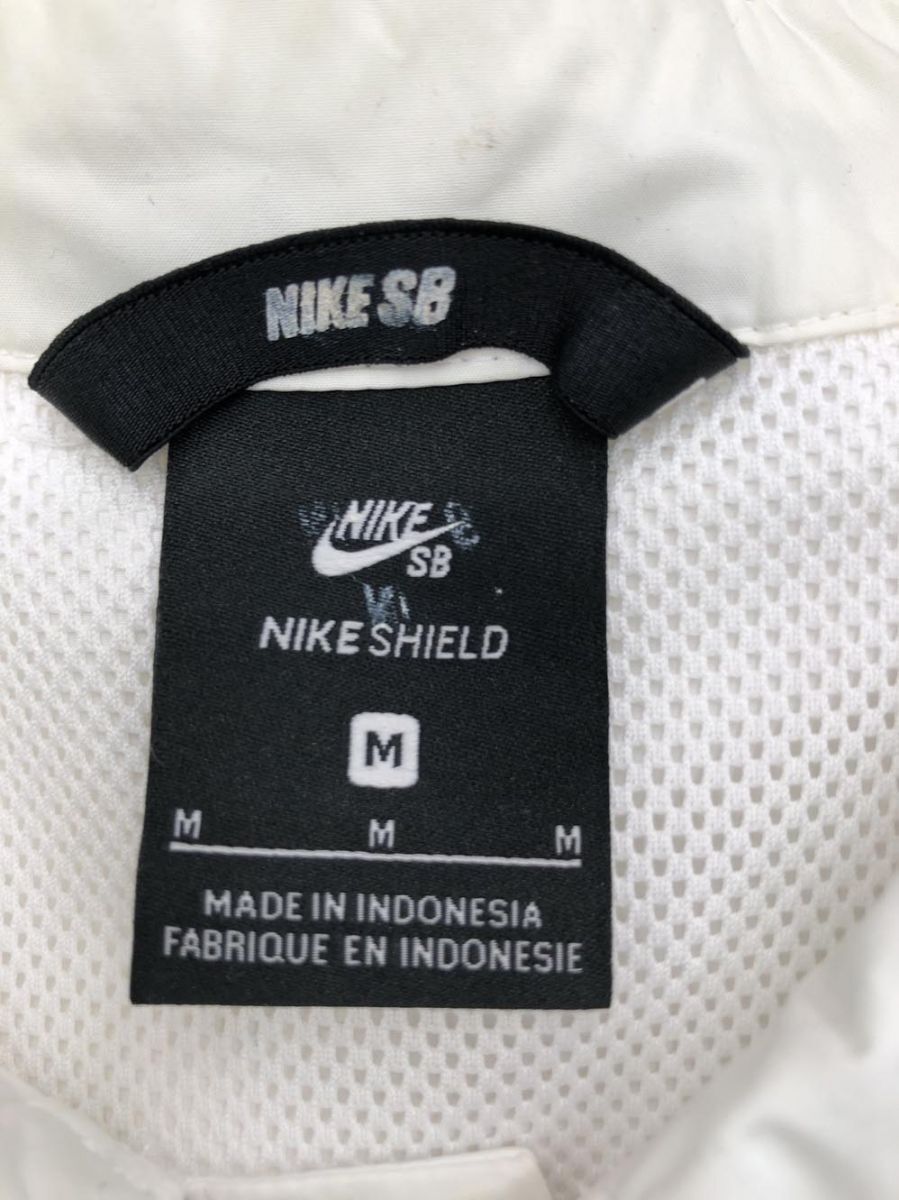 NIKE SB
NIKE
SB
NIKE SHIELD
M
M M M
MADE IN INDONESIA
FABRIQUE EN INDONESIE